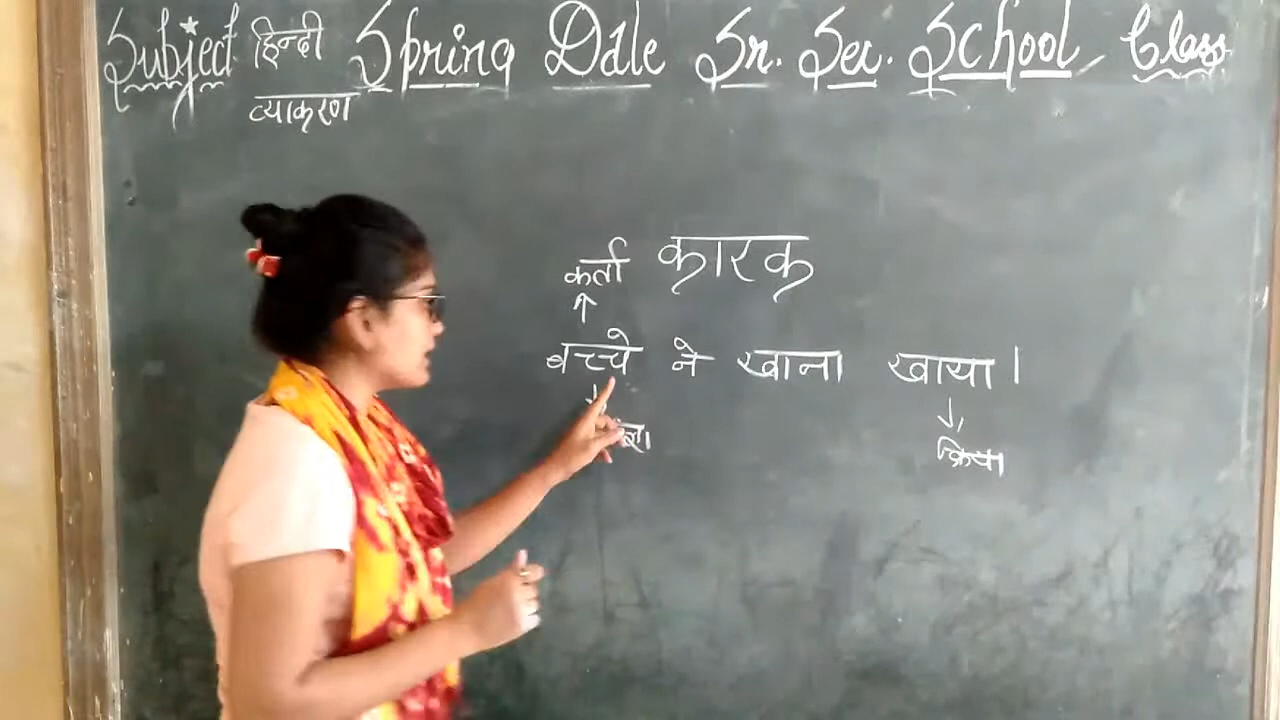 Subject हिन्दी Spring Dale Sr. Sec. School, Class
व्याकरण
कारक
कर्ता
↑
बच्चे ने खाना खाया।
↓ ↓
क्रिया